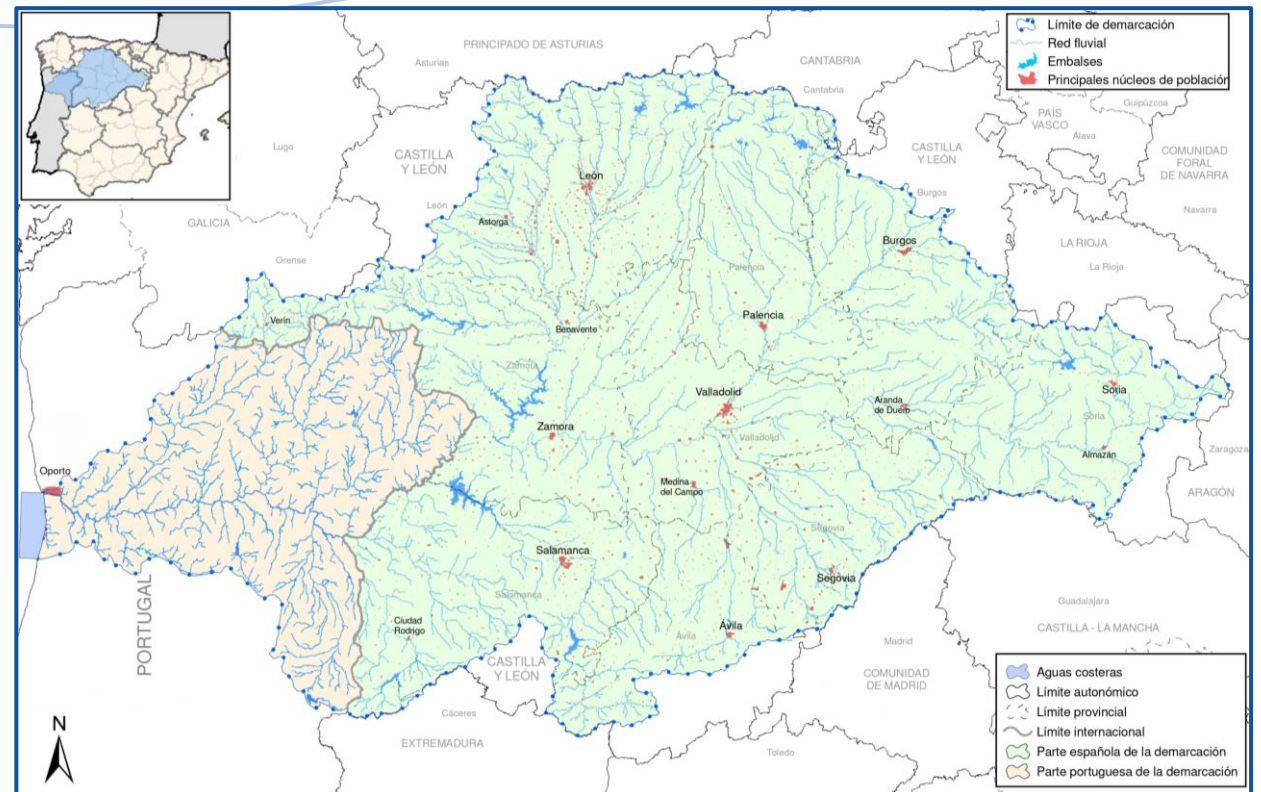 PRINCIPADO DE ASTURIAS
Asturias
CANTABRIA
Cantabria
Límite de demarcación
Red fluvial
Embalses
Principales núcleos de población
Guipúzcoa
PAÍS
VASCO
Álava
COMUNIDAD
FORAL
DE NAVARRA
Navarra
Lugo
CASTILLA
Y LEÓN
León
CASTILLA
Y LEÓN
Burgos
León
Astorga
GALICIA
Orense
Burgos
LA RIOJA
La Rioja
Palencia
Verín
Benavente
Palencia
Zamora
Valladolid
Aranda
de Duero
Soria
Soria
Zamora
Valladolid
Almazán
Zaragoza
Oporto
Medina
del Campo
ARAGÓN
Segovia
Salamanca
Segovia
PORTUGAL
Salamanca
Guadalajara
Ciudad
Rodrigo
Ávila
Ávila
CASTILLA - LA MANCHA
Madrid
CASTILLA
Y LEÓN
COMUNIDAD
DE MADRID
Cáceres
EXTREMADURA
Toledo
N
Aguas costeras
Límite autonómico
Límite provincial
Límite internacional
Parte española de la demarcación
Parte portuguesa de la demarcación